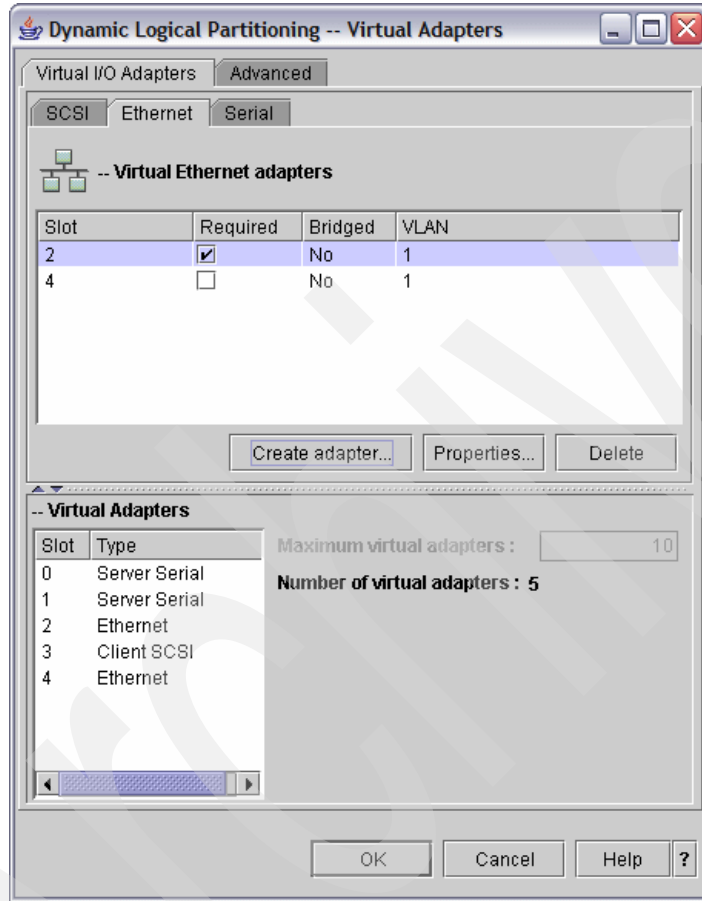 Dynamic Logical Partitioning -- Virtual Adapters
Virtual I/O Adapters Advanced
SCSI Ethernet Serial
-- Virtual Ethernet adapters
Slot Required Bridged VLAN
2 No 1
4 No 1
Create adapter... Properties... Delete
-- Virtual Adapters
Slot Type
0 Server Serial
1 Server Serial
2 Ethernet
3 Client SCSI
4 Ethernet
Maximum virtual adapters : 10
Number of virtual adapters : 5
OK Cancel Help ?